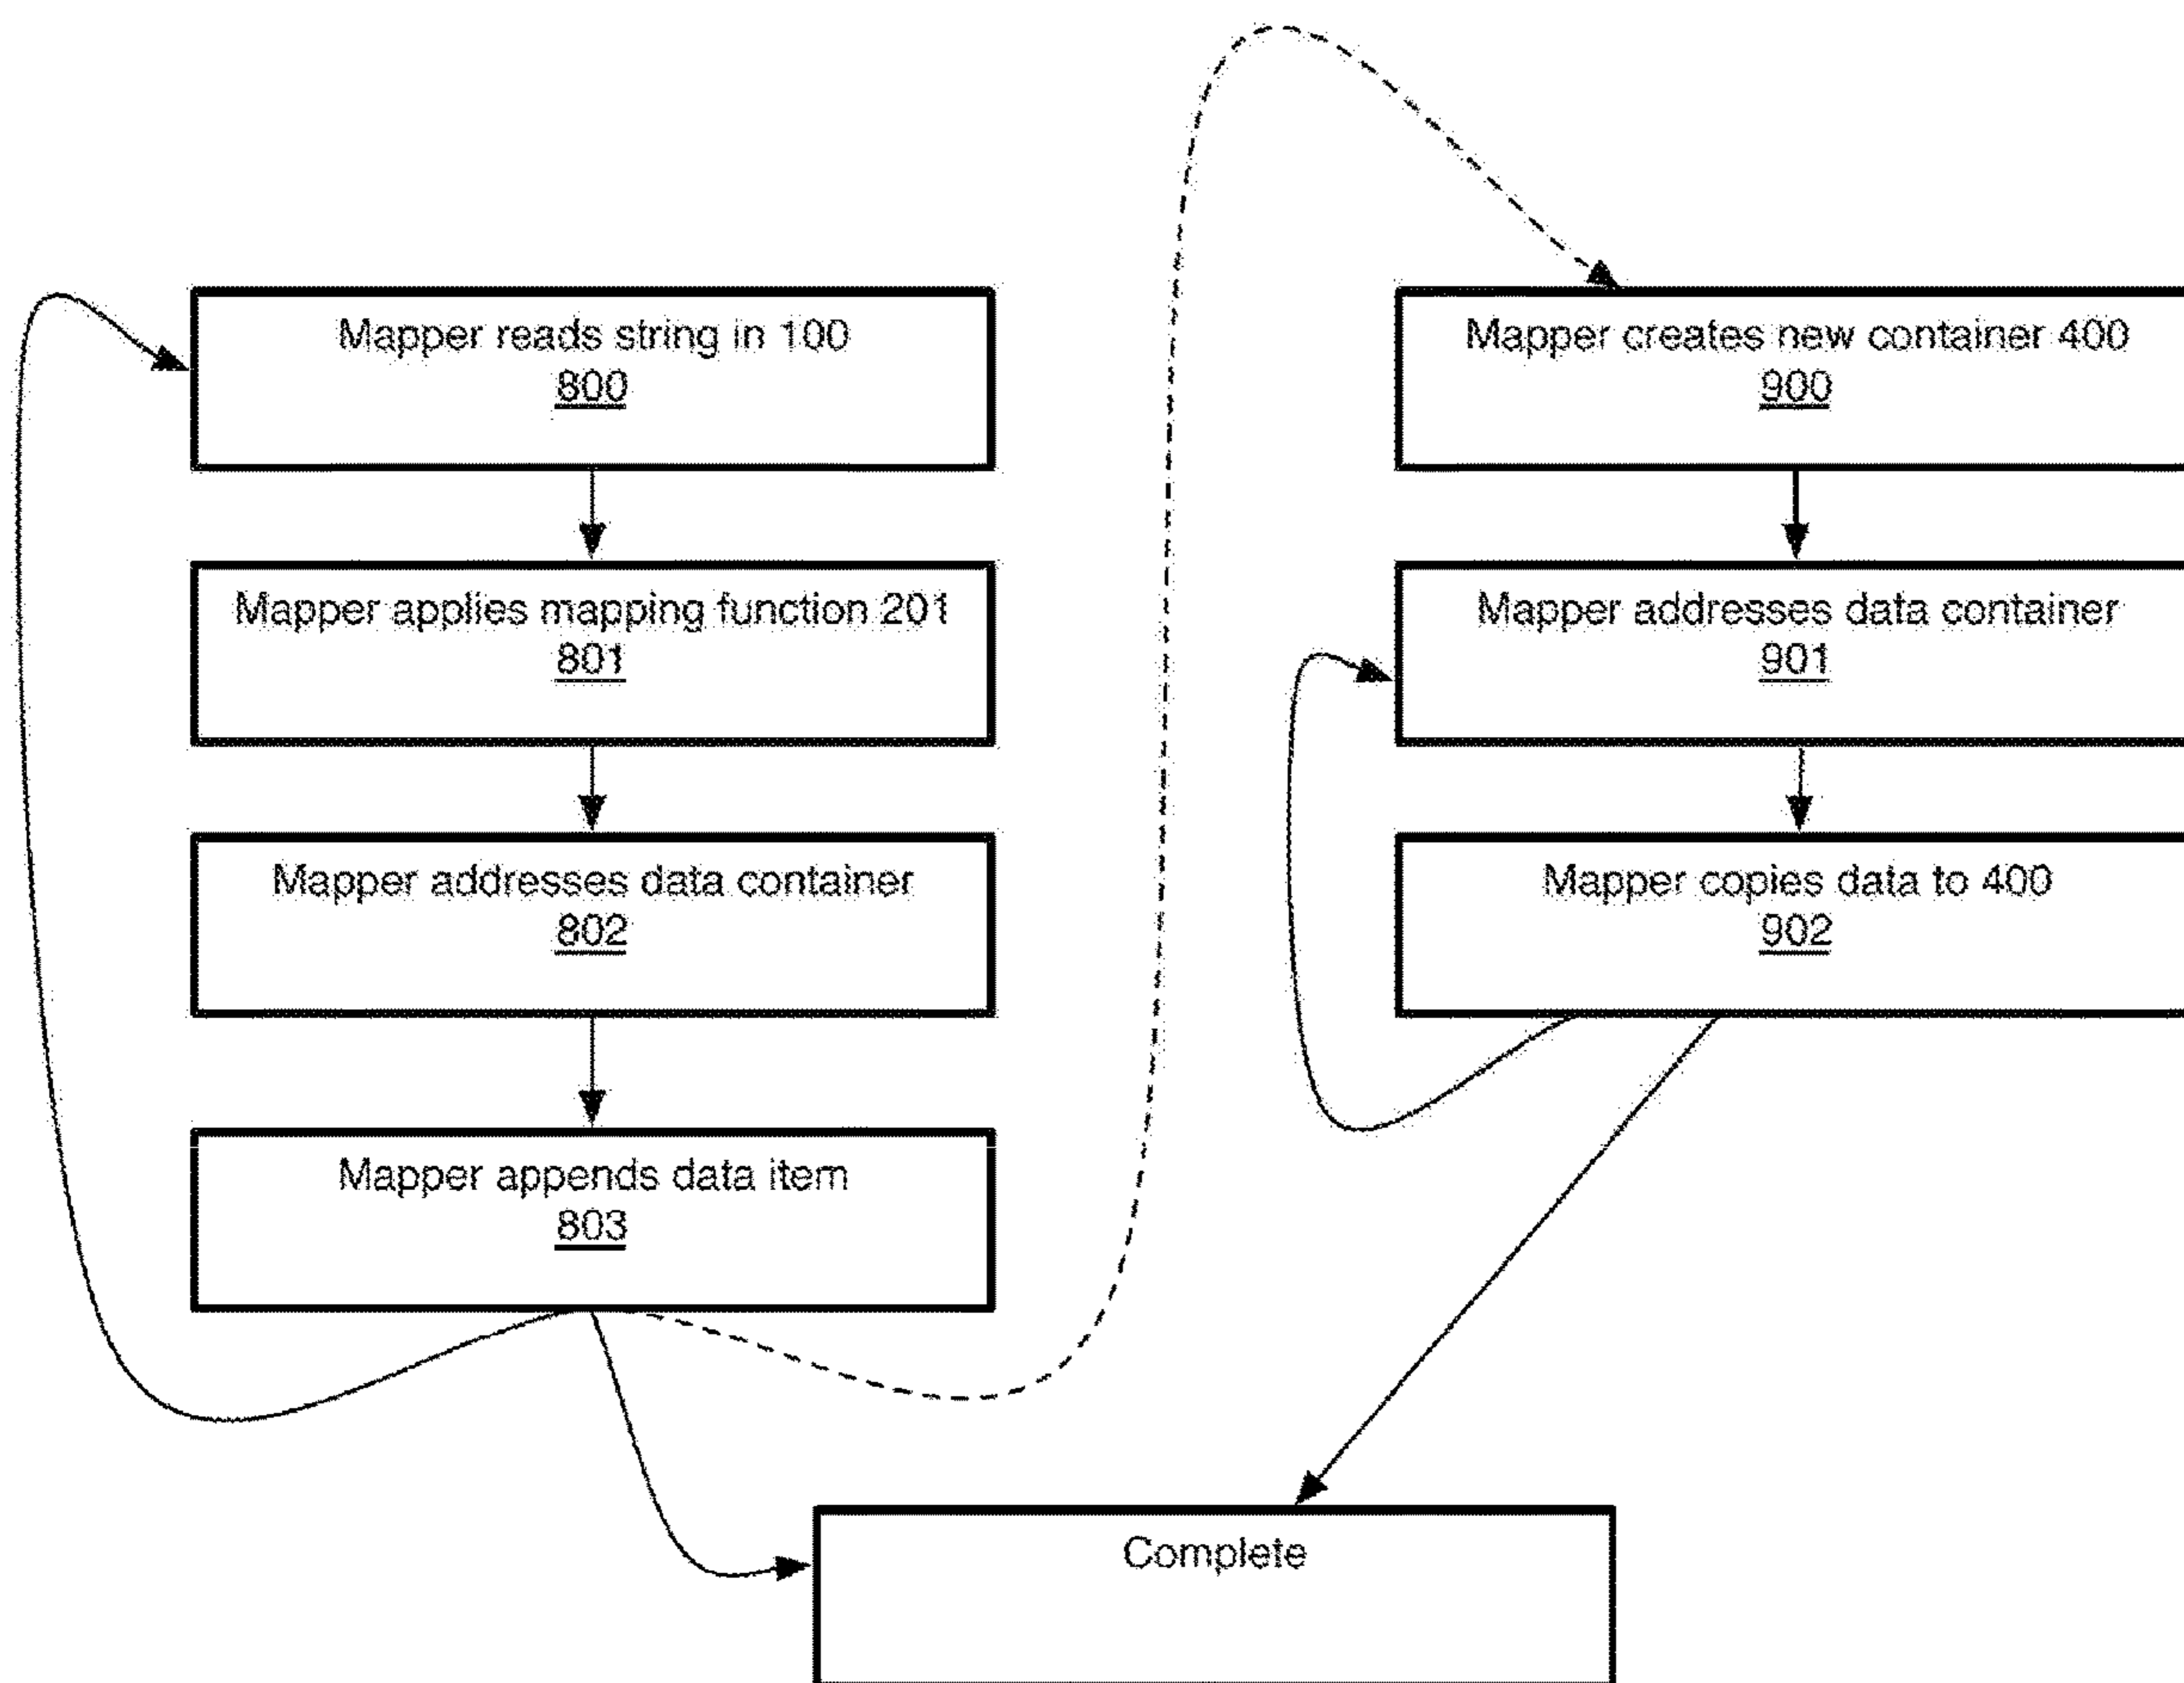 Mapper reads string in 100
800
Mapper applies mapping function 201
801
Mapper addresses data container
802
Mapper appends data item
803
Mapper creates new container 400
900
Mapper addresses data container
901
Mapper copies data to 400
902
Complete